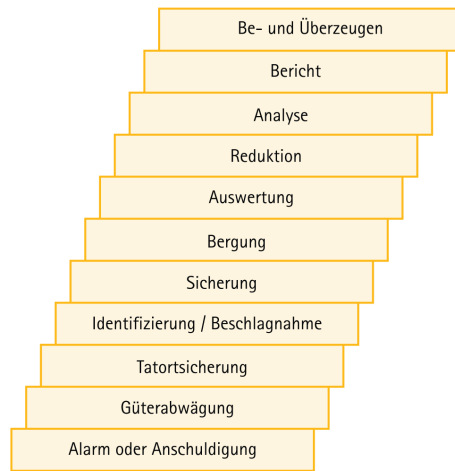 Be- und Überzeugen
Bericht
Analyse
Reduktion
Auswertung
Bergung
Sicherung
Identifizierung / Beschlagnahme
Tatortsicherung
Güterabwägung
Alarm oder Anschuldigung